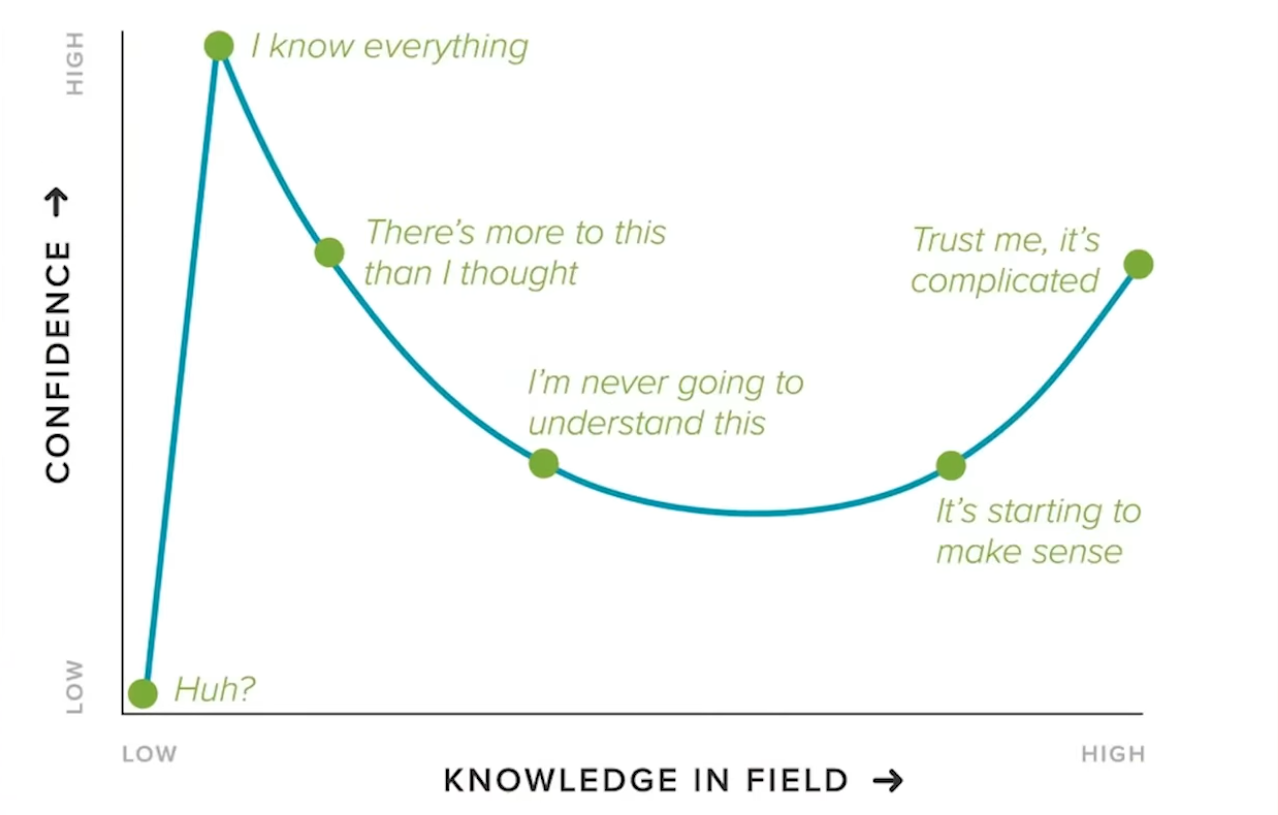 HIGH
I know everything
CONFIDENCE →
There's more to this
than I thought
Trust me, it's
complicated
I'm never going to
understand this
It's starting to
make sense
LOW
Huh?
LOW
HIGH
KNOWLEDGE IN FIELD →